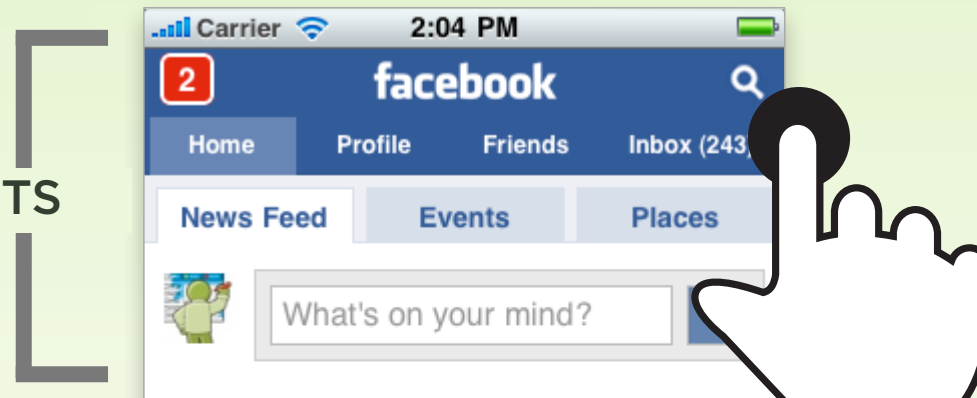 Carrier 2:04 PM
2 facebook
Home Profile Friends Inbox (243)
TS
News Feed Events Places
What's on your mind?